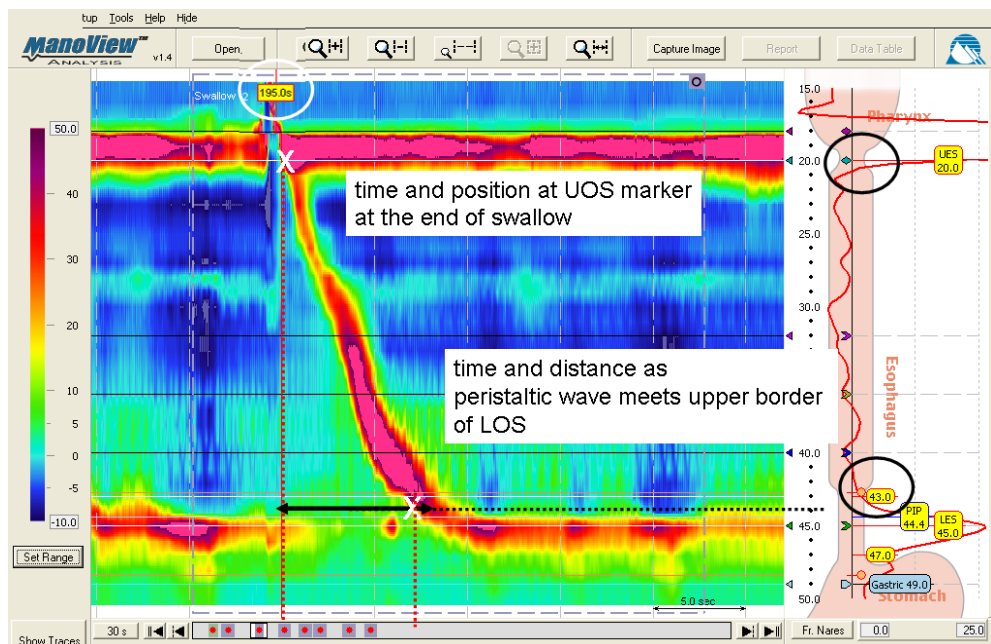 tup Tools Help Hide
ManoView™
ANALYSIS v1.4
Open.
Capture Image
Report
Data Table
Swallow 2
195.0s
50.0
40
30
20
10
5
0
-5
-10.0
Set Range
time and position at UOS marker
at the end of swallow
time and distance as
peristaltic wave meets upper border
of LOS
5.0 sec
15.0
Pharynx
20.0
UES
20.0
25.0
30.0
35.0
Esophagus
40.0
43.0
PIP
44.4
LES
45.0
45.0
47.0
Gastric 49.0
50.0
Stomach
Show Traces
30 s
Fr. Nares
0.0
25.0